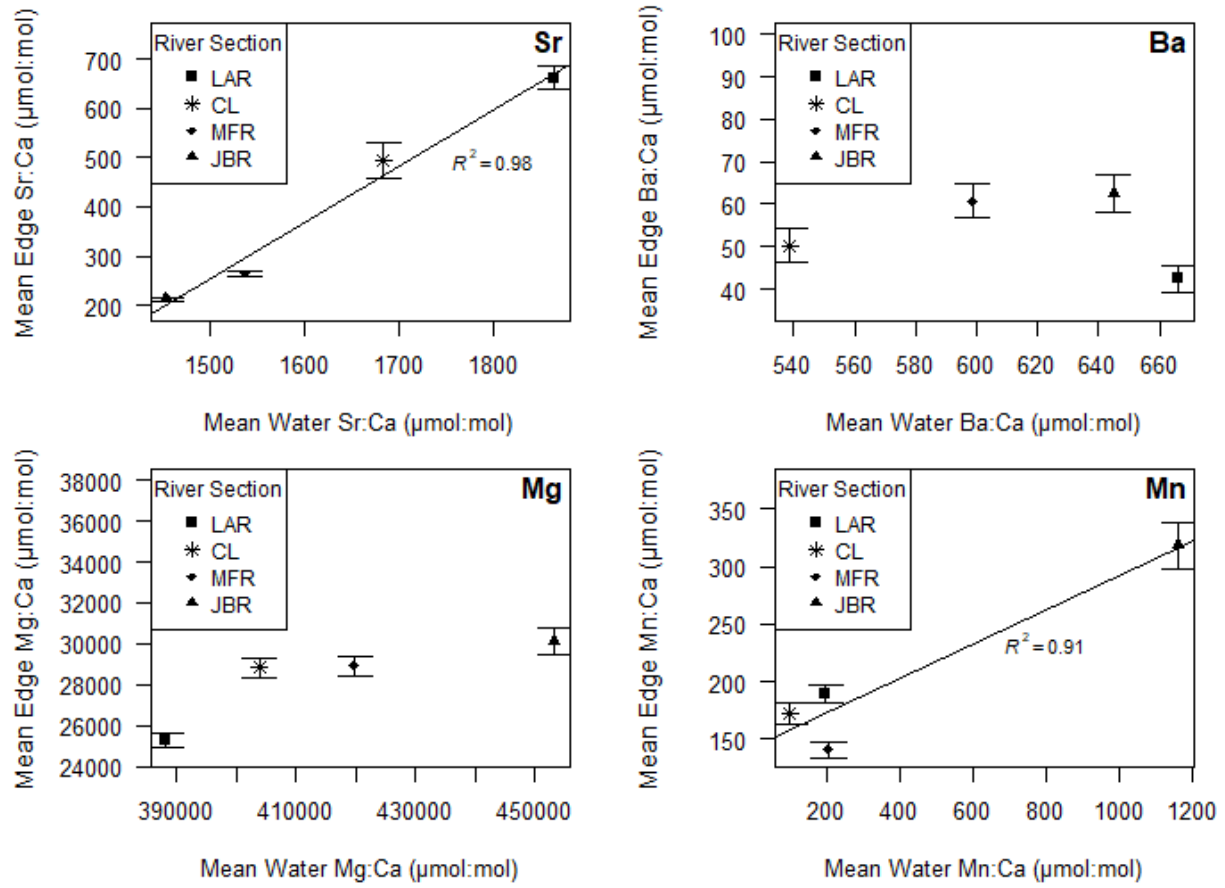 Sr
River Section
LAR
CL
MFR
JBR
R² = 0.98
Mean Edge Sr:Ca (µmol:mol)
700
600
500
400
300
200
1500
1600
1700
1800
Mean Water Sr:Ca (µmol:mol)
Ba
River Section
LAR
CL
MFR
JBR
Mean Edge Ba:Ca (µmol:mol)
100
90
80
70
60
50
40
540
560
580
600
620
640
660
Mean Water Ba:Ca (µmol:mol)
Mg
River Section
LAR
CL
MFR
JBR
Mean Edge Mg:Ca (µmol:mol)
38000
36000
34000
32000
30000
28000
26000
24000
390000
410000
430000
450000
Mean Water Mg:Ca (µmol:mol)
Mn
River Section
LAR
CL
MFR
JBR
R² = 0.91
Mean Edge Mn:Ca (µmol:mol)
350
300
250
200
150
200
400
600
800
1000
1200
Mean Water Mn:Ca (µmol:mol)